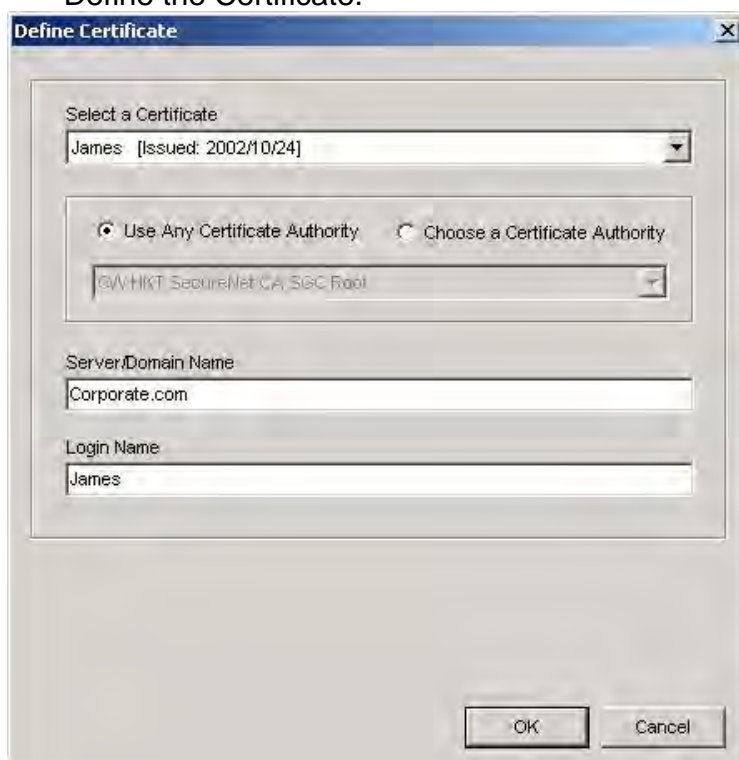 Define the Certificate.
Define Certificate
Select a Certificate
James [Issued: 2002/10/24]
Use Any Certificate Authority Choose a Certificate Authority
GW HKT SecureNet CA SGC Root
Server/Domain Name
Corporate.com
Login Name
James
OK Cancel